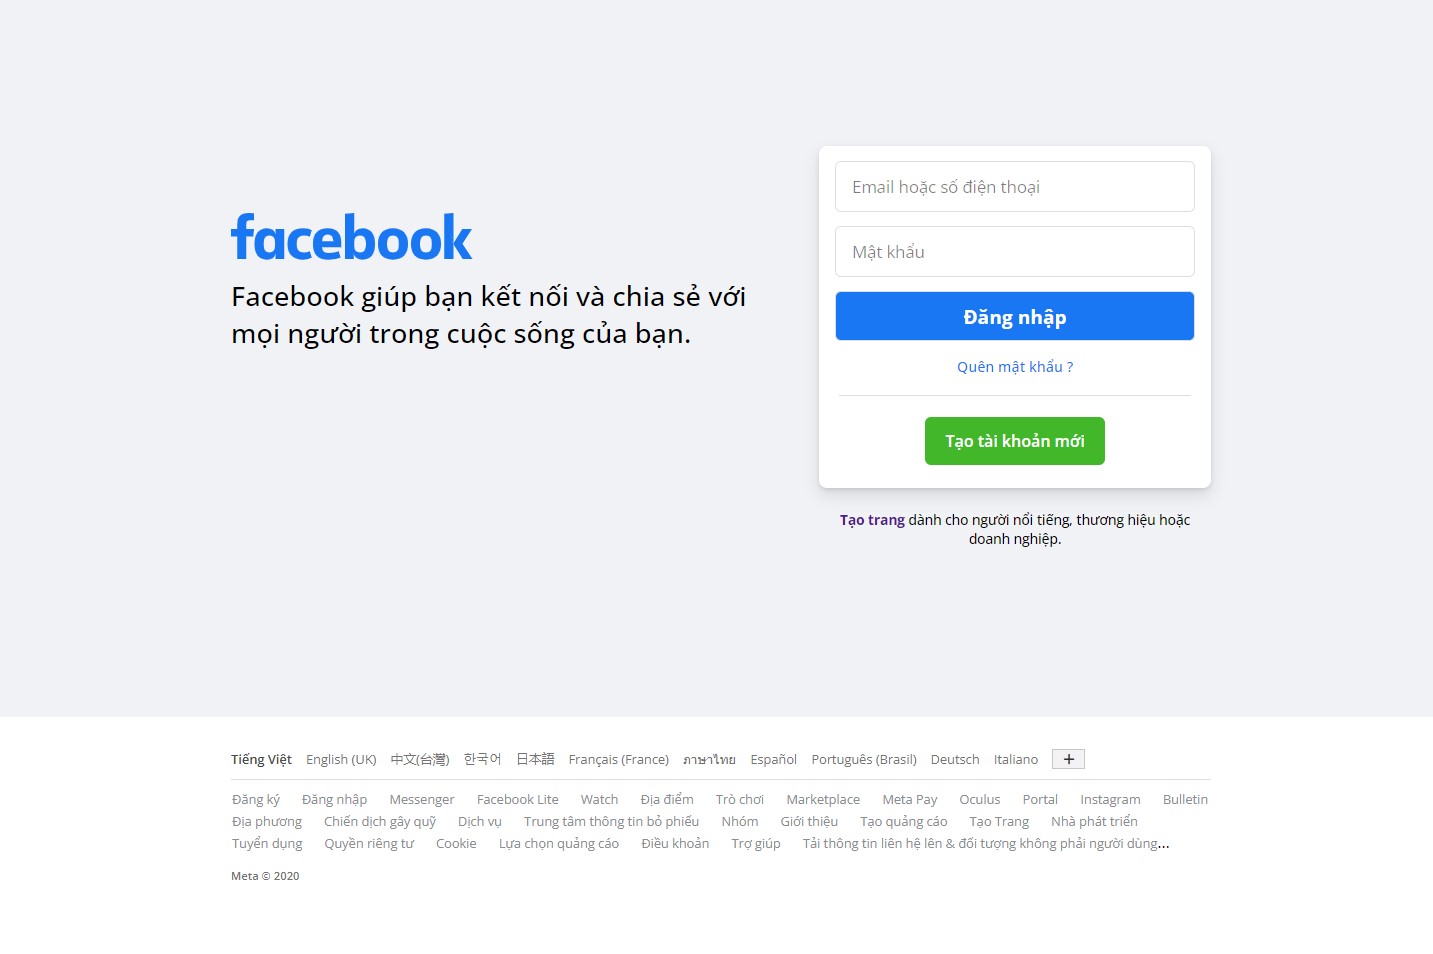 facebook
Facebook giúp bạn kết nối và chia sẻ với
mọi người trong cuộc sống của bạn.
Email hoặc số điện thoại
Mật khẩu
Đăng nhập
Quên mật khẩu ?
Tạo tài khoản mới
Tạo trang dành cho người nổi tiếng, thương hiệu hoặc
doanh nghiệp.
Tiếng Việt English (UK) 中文(台灣) 한국어 日本語 Français (France) ภาษาไทย Español Português (Brasil) Deutsch Italiano +
Đăng ký Đăng nhập Messenger Facebook Lite Watch Địa điểm Trò chơi Marketplace Meta Pay Oculus Portal Instagram Bulletin
Địa phương Chiến dịch gây quỹ Dịch vụ Trung tâm thông tin bỏ phiếu Nhóm Giới thiệu Tạo quảng cáo Tạo Trang Nhà phát triển
Tuyển dụng Quyền riêng tư Cookie Lựa chọn quảng cáo Điều khoản Trợ giúp Tải thông tin liên hệ lên & đối tượng không phải người dùng...
Meta © 2020